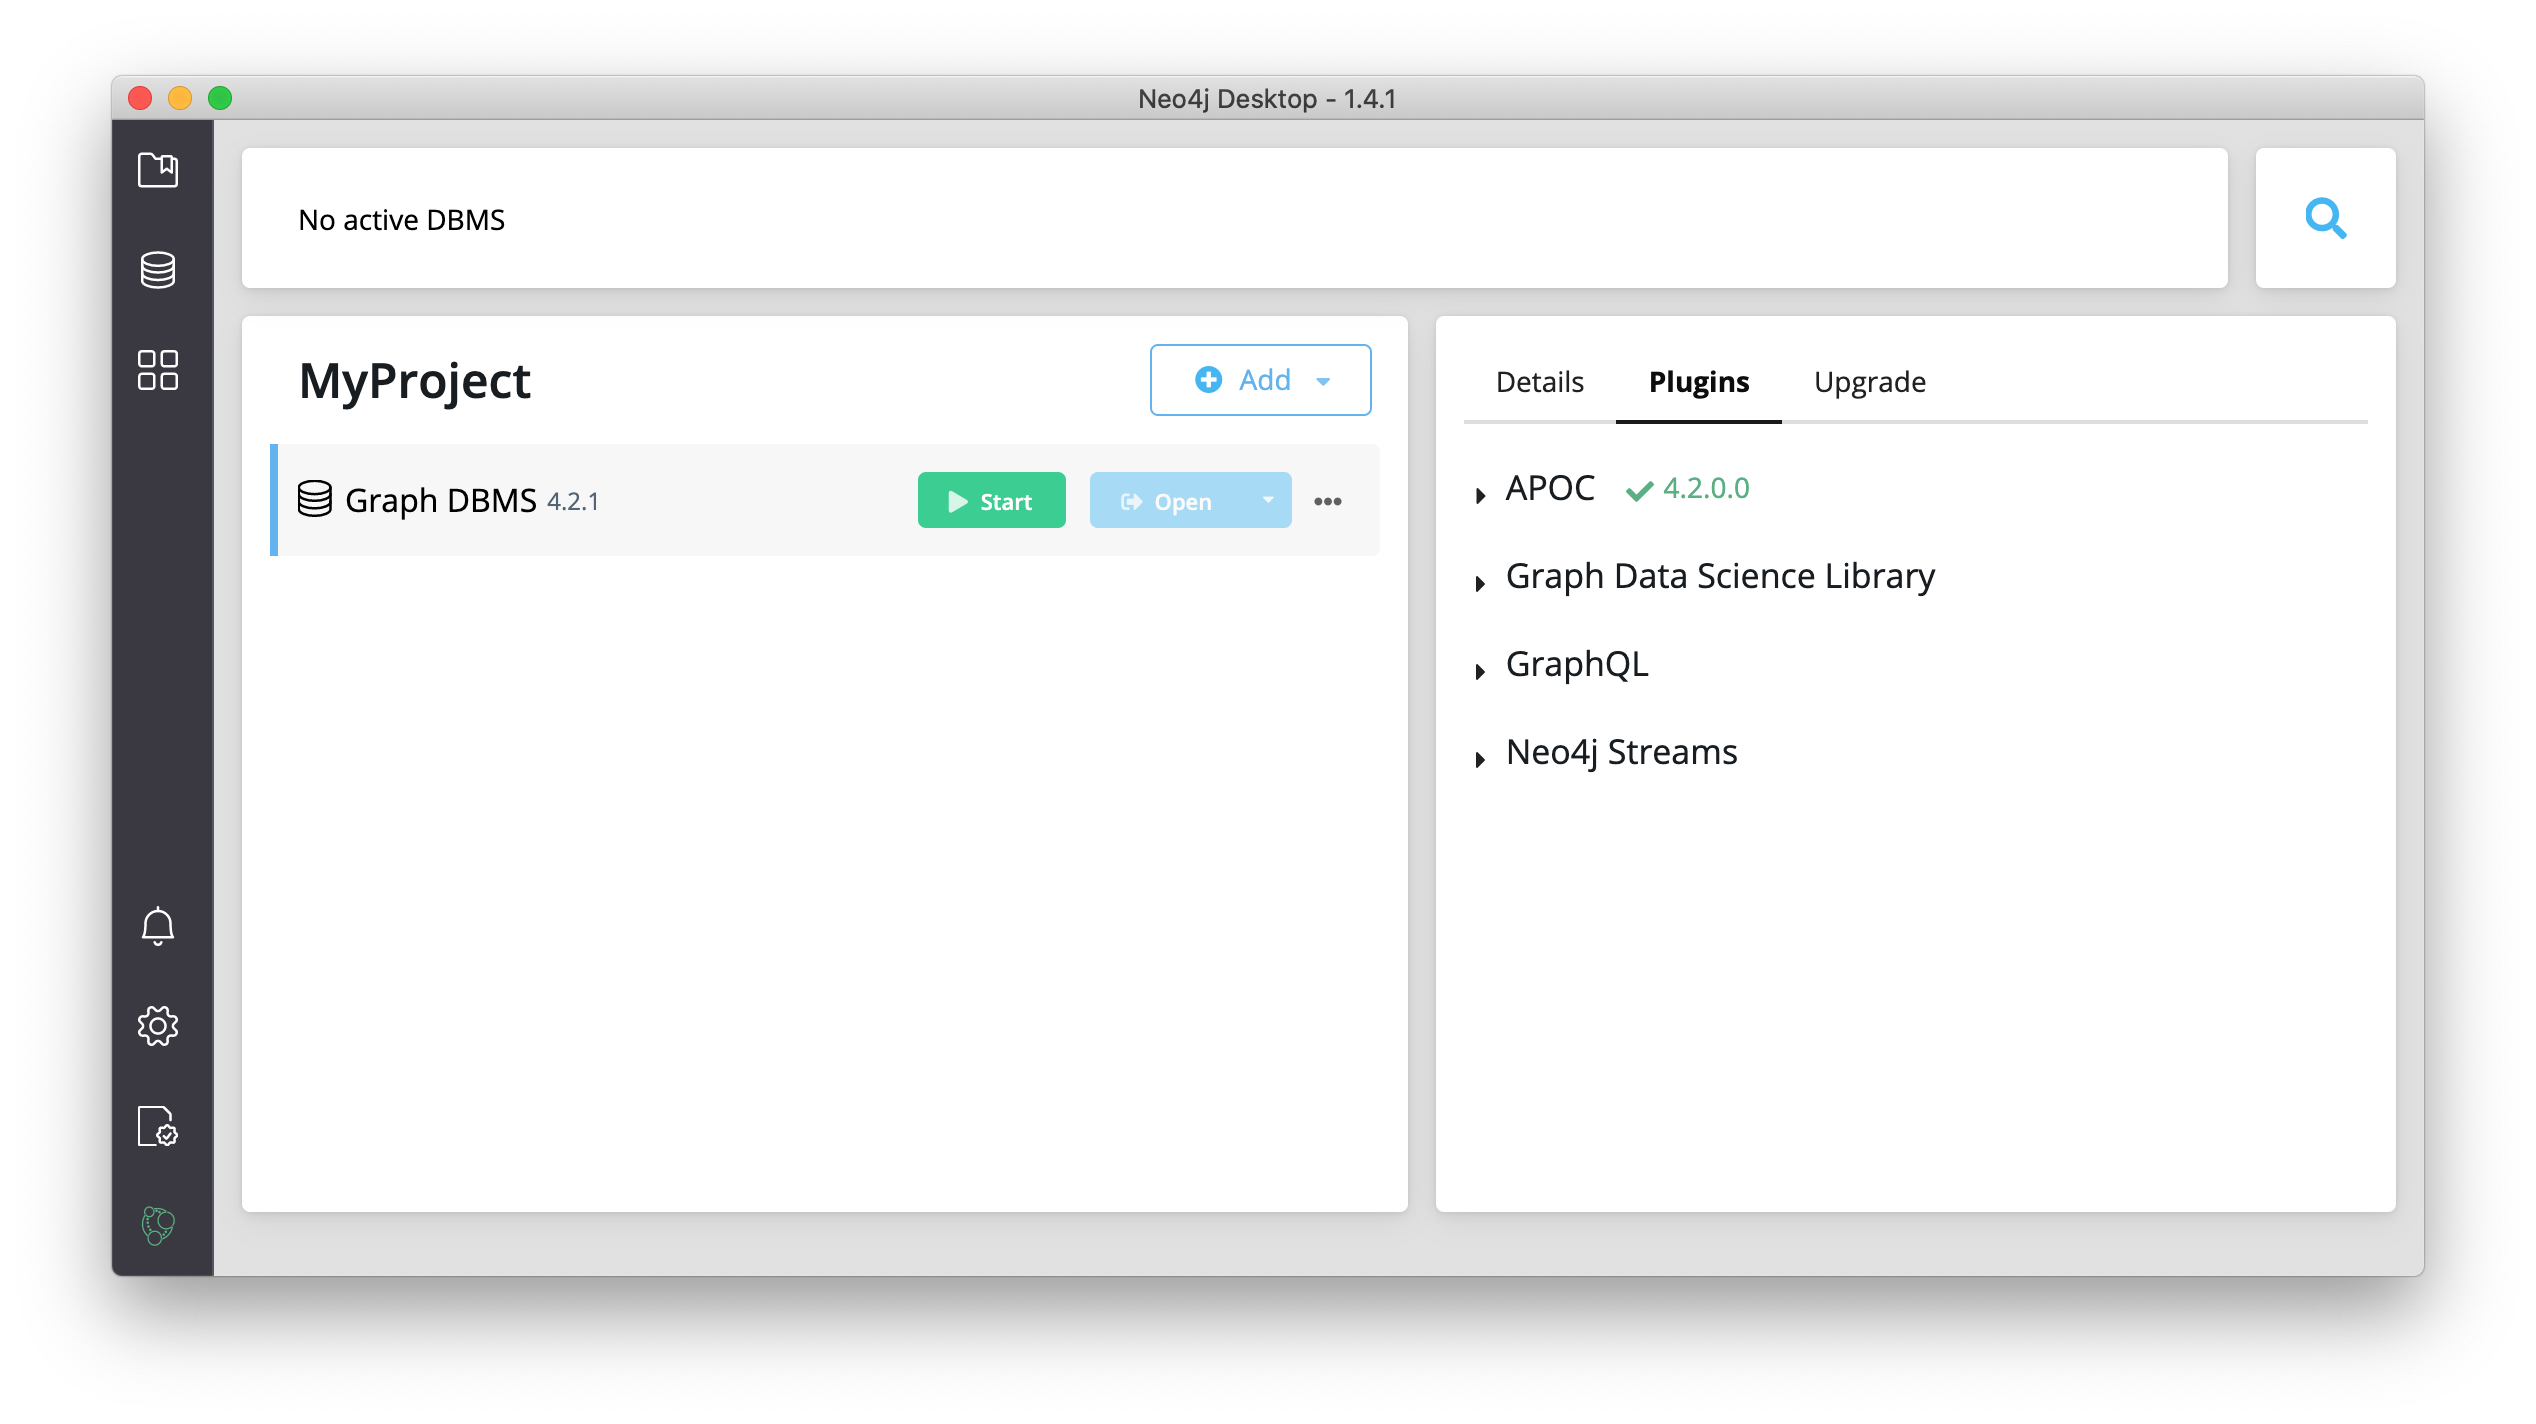 Neo4j Desktop - 1.4.1
No active DBMS
MyProject
Add
Graph DBMS 4.2.1
Start
Open
Details
Plugins
Upgrade
APOC 4.2.0.0
Graph Data Science Library
GraphQL
Neo4j Streams